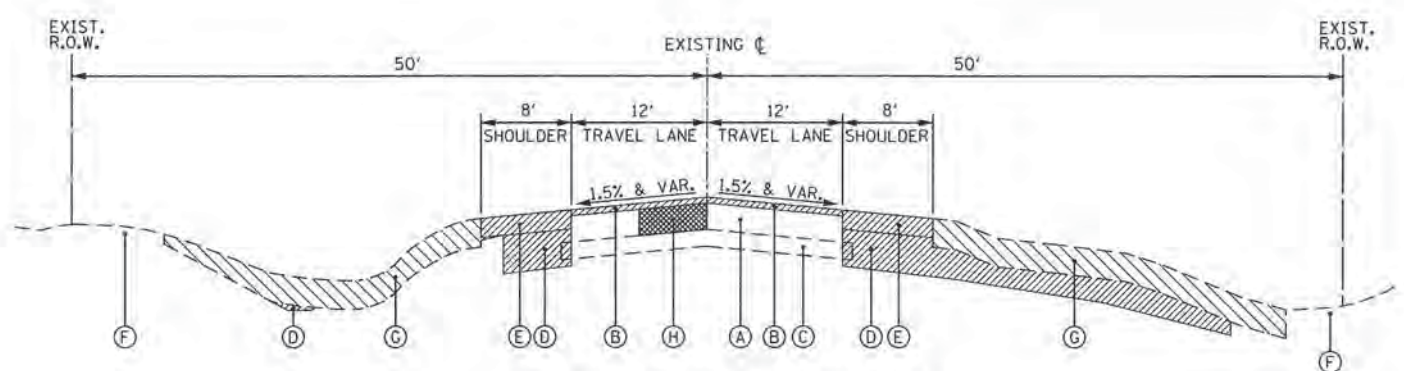 EXIST.
R.O.W.
EXISTING ℄
EXIST.
R.O.W.
50'
50'
8'
12'
12'
8'
SHOULDER
TRAVEL LANE
TRAVEL LANE
SHOULDER
1.5% & VAR.
1.5% & VAR.
F
D
G
E
D
B
H
A
B
C
D
E
G
F